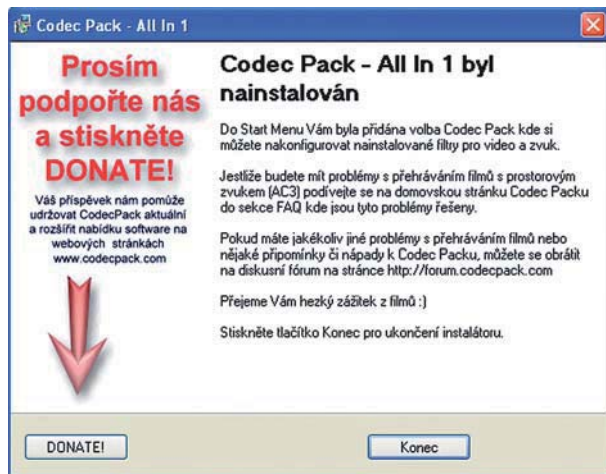 Codec Pack - All In 1
Prosím
podpořte nás
a stiskněte
DONATE!
Váš příspěvek nám pomůže
udržovat CodecPack aktuální
a rozšířit nabídku software na
webových stránkách
www.codecpack.com
Codec Pack - All In 1 byl
nainstalován
Do Start Menu Vám byla přidána volba Codec Pack kde si
můžete nakonfigurovat nainstalované filtry pro video a zvuk.
Jestliže budete mít problémy s přehráváním filmů s prostorovým
zvukem (AC3) podívejte se na domovskou stránku Codec Packu
do sekce FAQ kde jsou tyto problémy řešeny.
Pokud máte jakékoliv jiné problémy s přehráváním filmů nebo
nějaké připomínky či nápady k Codec Packu, můžete se obrátit
na diskusní fórum na stránce http://forum.codecpack.com
Přejeme Vám hezký zážitek z filmů :)
Stiskněte tlačítko Konec pro ukončení instalátoru.
DONATE!
Konec